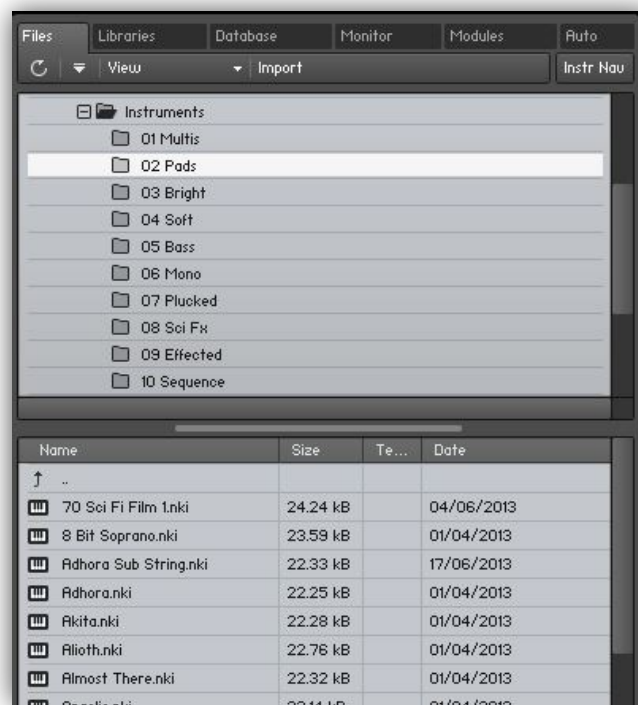 Files Libraries Database Monitor Modules Auto
View Import Instr Nav
Instruments
01 Multis
02 Pads
03 Bright
04 Soft
05 Bass
06 Mono
07 Plucked
08 Sci Fx
09 Effected
10 Sequence
Name Size Te... Date
..
70 Sci Fi Film 1.nki 24.24 kB 04/06/2013
8 Bit Soprano.nki 23.59 kB 01/04/2013
Adhora Sub String.nki 22.33 kB 17/06/2013
Adhora.nki 22.25 kB 01/04/2013
Akita.nki 22.28 kB 01/04/2013
Alioth.nki 22.76 kB 01/04/2013
Almost There.nki 22.32 kB 01/04/2013